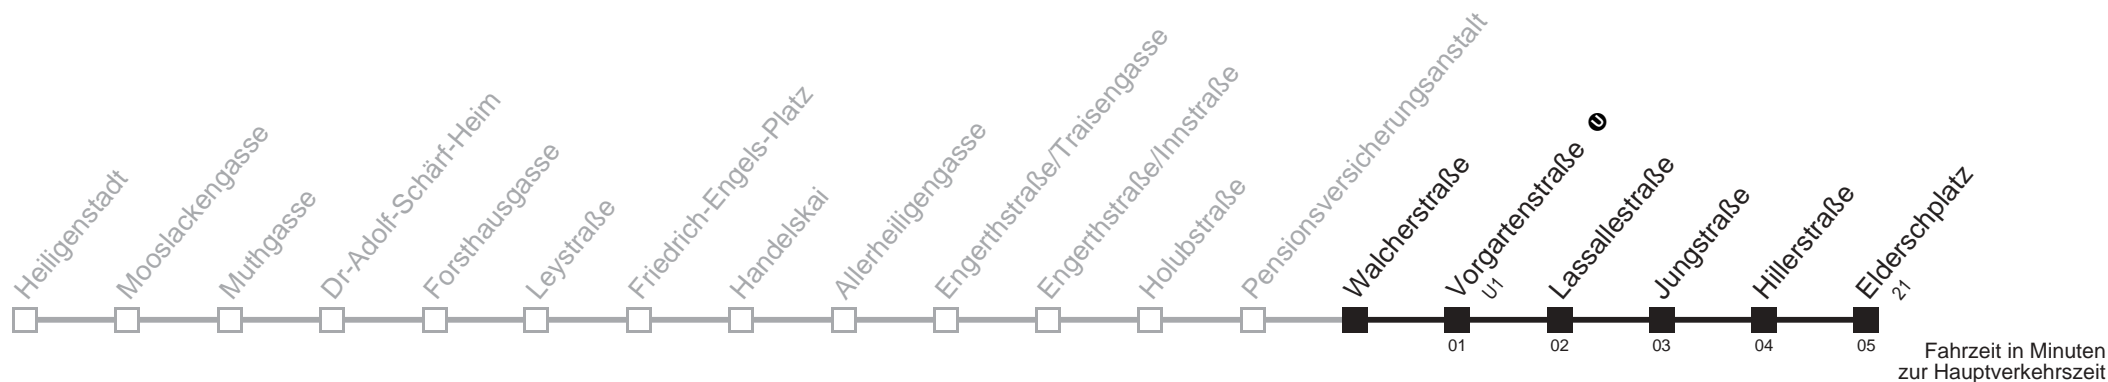 Heiligenstadt
Mooslackengasse
Muthgasse
Dr-Adolf-Schärf-Heim
Forsthausgasse
Leystraße
Friedrich-Engels-Platz
Handelskai
Allerheiligengasse
Engerthstraße/Traisengasse
Engerthstraße/Innstraße
Holubstraße
Pensionsversicherungsanstalt
Walcherstraße
Vorgartenstraße U
U1
Lassallestraße
Jungstraße
Hillerstraße
Elderschplatz
21
01 02 03 04 05
Fahrzeit in Minuten
zur Hauptverkehrszeit